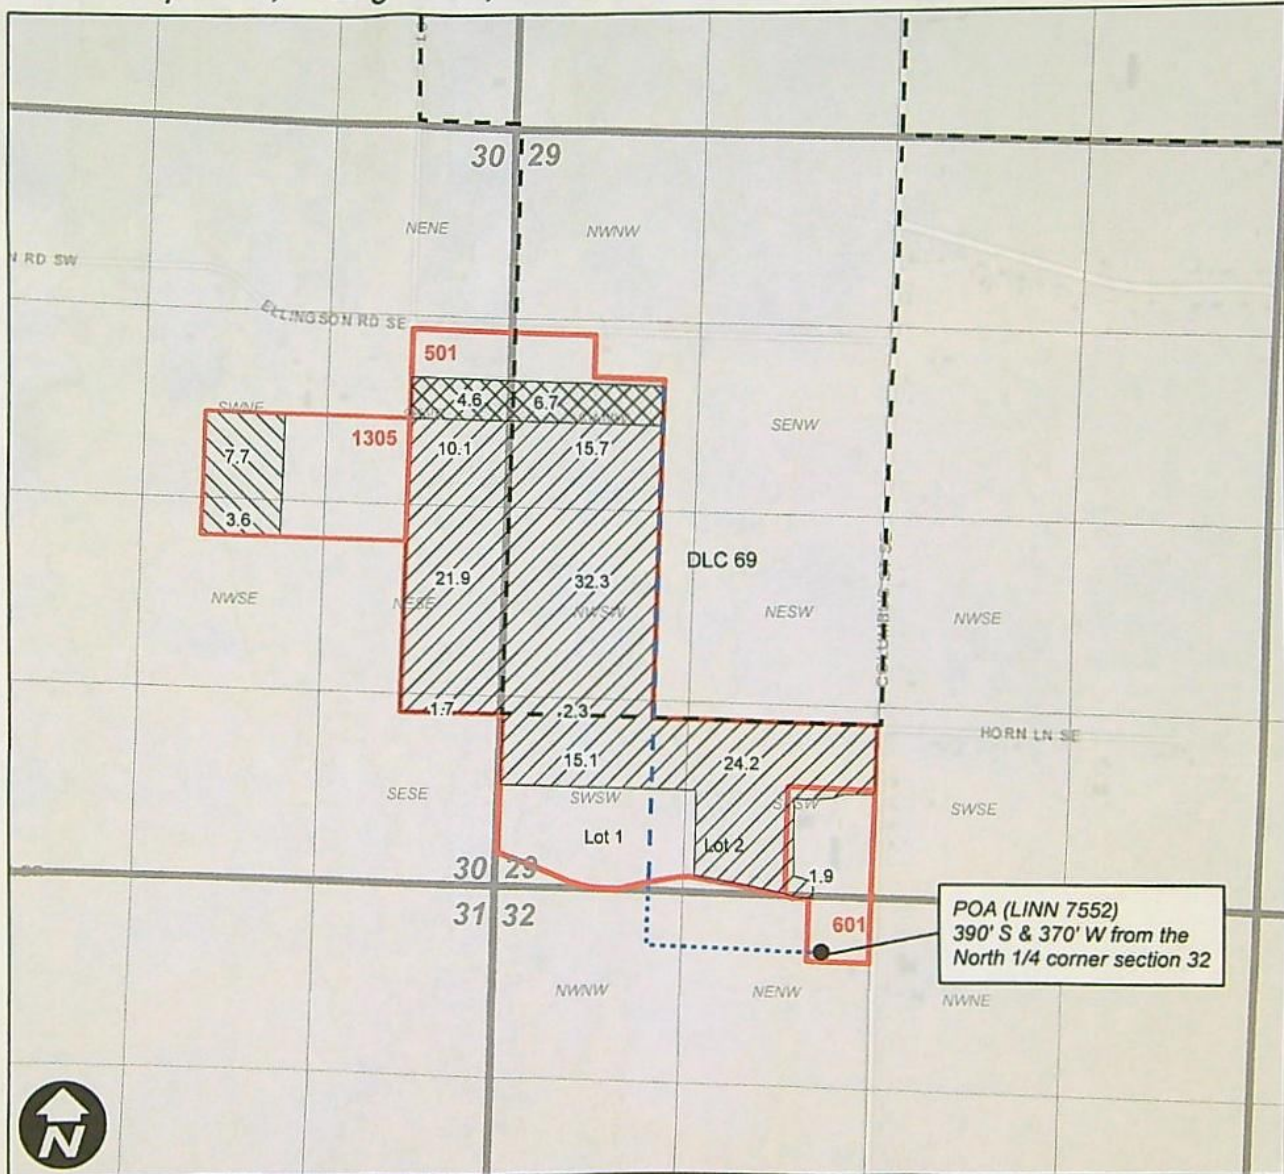 30 29
NENE
NWNW
N RD SW
ELLINGSON RD SE
501
4.6
6.7
SWNE
1305
10.1
15.7
SENW
7.7
3.6
DLC 69
21.9
32.3
NWSE
NESE
NWSW
NESW
NWSE
1.7
2.3
HORN LN SE
15.1
24.2
SESE
SWSW
SWSE
Lot 1
Lot 2
30 29
1.9
31 32
601
POA (LINN 7552)
390' S & 370' W from the
North 1/4 corner section 32
NWNW
NENW
NWNE
N